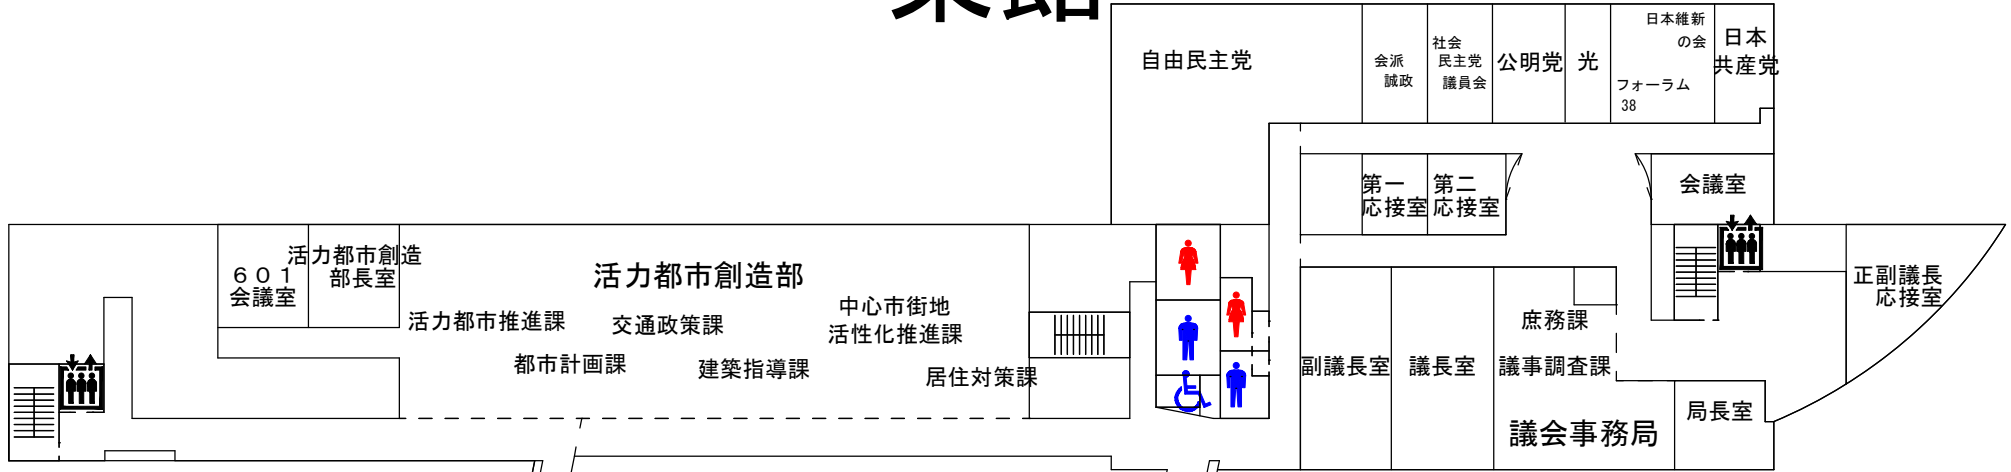 東館
自由民主党
会派
誠政
社会
民主党
議員会
公明党
光
日本維新
の会
フォーラム
38
日本
共産党
第一
応接室
第二
応接室
会議室
活力都市創造
部長室
601
会議室
活力都市創造部
中心市街地
活性化推進課
活力都市推進課
交通政策課
都市計画課
建築指導課
居住対策課
正副議長
応接室
庶務課
副議長室
議長室
議事調査課
局長室
議会事務局